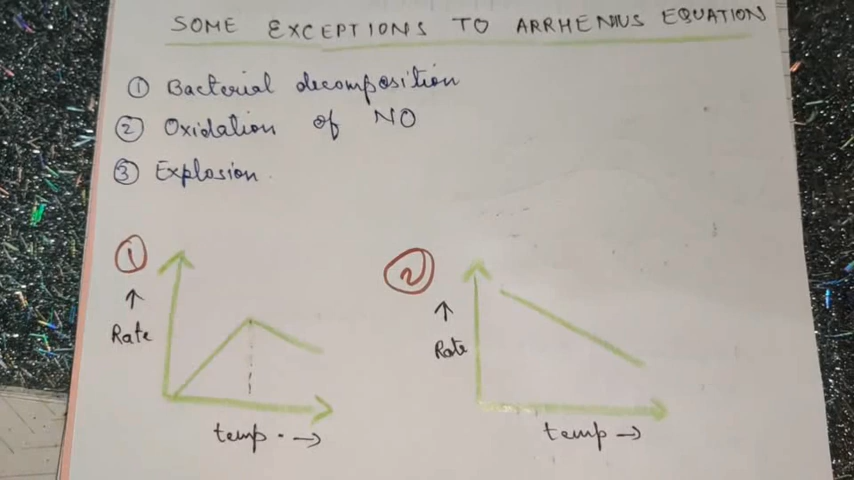 SOME EXCEPTIONS TO ARRHENIUS EQUATION
① Bacterial decomposition
② Oxidation of NO
③ Explosion.
①
↑
Rate
temp. →
②
↑
Rate
temp →